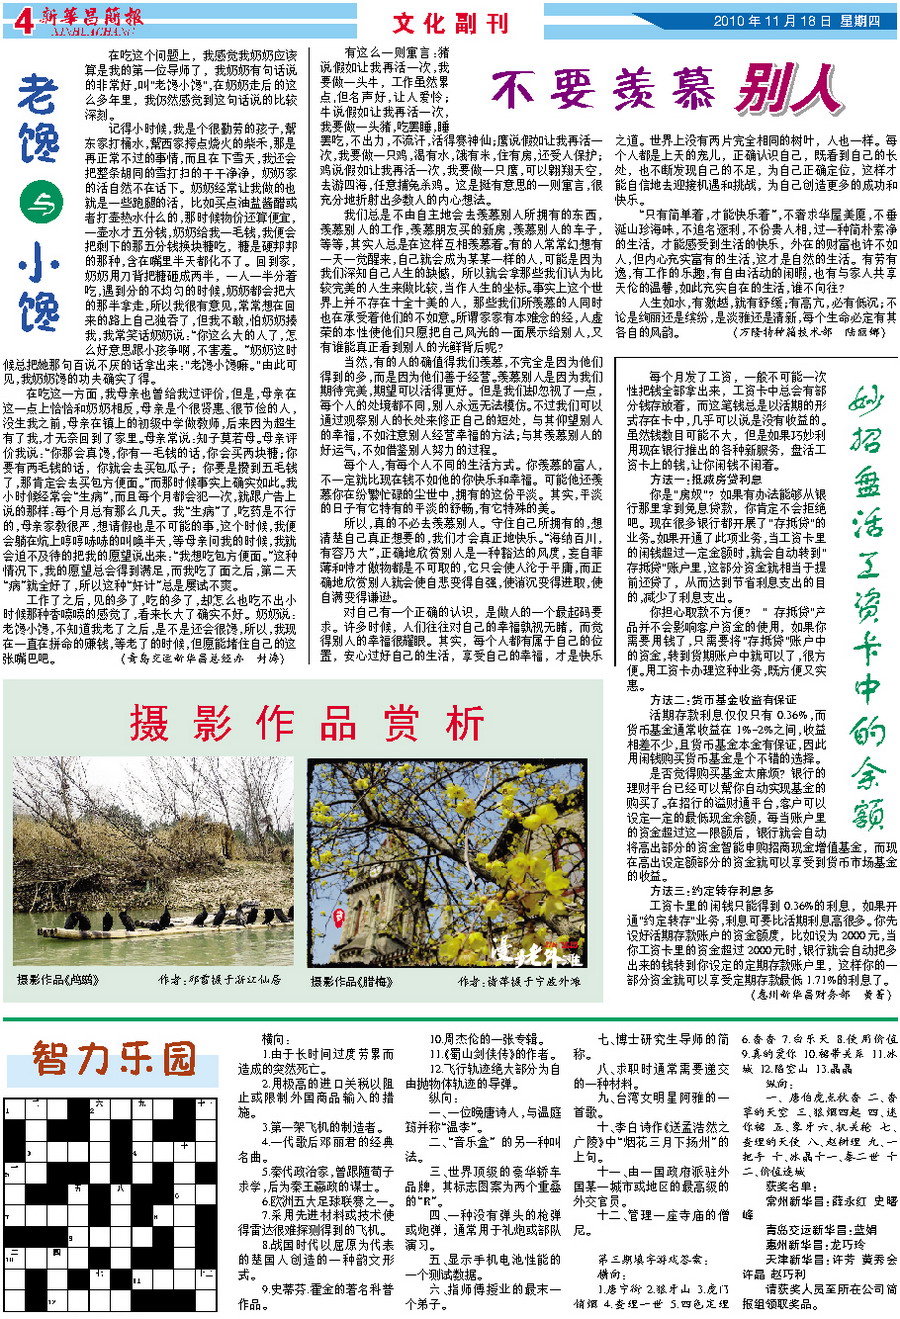 4 新華昌簡報
XINHUACHANG
文化副刊
2010年11月18日 星期四
老馋与小馋
在吃这个问题上，我感觉我奶奶应该
算是我的第一位导师了，我奶奶有句话说
的非常好,叫“老馋小馋”,在奶奶走后的这
么多年里，我仍然感觉到这句话说的比较
深刻。
记得小时候,我是个很勤劳的孩子,帮
东家打桶水,帮西家挎点烧火的柴禾,那是
再正常不过的事情,而且在下雪天,我还会
把整条胡同的雪打扫的干干净净，奶奶家
的活自然不在话下。奶奶经常让我做的也
就是一些跑腿的活，比如买点油盐酱醋或
者打壶热水什么的,那时候物价还算便宜，
一壶水才五分钱,奶奶给我一毛钱,我便会
把剩下的那五分钱换块糖吃，糖是硬邦邦
的那种,含在嘴里半天都化不了。回到家，
奶奶用刀背把糖砸成两半，一人一半分着
吃,遇到分的不均匀的时候,奶奶都会把大
的那半拿走,所以我很有意见,常常想在回
来的路上自己独吞了,但我不敢,怕奶奶揍
我,我常笑话奶奶说:“你这么大的人了,怎
么好意思跟小孩争啊,不害羞。”奶奶这时
候总把她那句百说不厌的话拿出来:“老馋小馋嘛。”由此可
见,我奶奶馋的功夫确实了得。
在吃这一方面,我母亲也曾给我过评价,但是,母亲在
这一点上恰恰和奶奶相反,母亲是个很贤惠、很节俭的人，
没生我之前,母亲在镇上的初级中学做教师,后来因为超生
有了我,才无奈回到了家里。母亲常说:知子莫若母。母亲评
价我说:“你那会真馋,你有一毛钱的话,你会买两块糖;你
要有两毛钱的话，你就会去买包瓜子；你要是攒到五毛钱
了,那肯定会去买包方便面。”而那时候事实上确实如此。我
小时候经常会“生病”,而且每个月都会犯一次,就跟广告上
说的那样:每个月总有那么几天。我“生病”了,吃药是不行
的,母亲家教很严,想请假也是不可能的事,这个时候,我便
会躺在炕上哼哼咏咏的叫唤半天,等母亲问我的时候,我就
会迫不及待的把我的愿望说出来:“我想吃包方便面。”这种
情况下,我的愿望总会得到满足,而我吃了面之后,第二天
“病”就全好了,所以这种“奸计”总是屡试不爽。
工作了之后,见的多了,吃的多了,却怎么也吃不出小
时候那种香喷喷的感觉了,看来长大了确实不好。奶奶说:
老馋小馋,不知道我老了之后,是不是还会很馋,所以,我现
在一直在拼命的赚钱,等老了的时候,但愿能堵住自己的这
张嘴巴吧。 (青岛交运新华昌总经办 封涛)
不要羡慕别人
有这么一则寓言:猪
说假如让我再活一次,我
要做一头牛，工作虽然累
点,但名声好,让人爱怜；
牛说假如让我再活一次，
我要做一头猪,吃罢睡,睡
罢吃,不出力,不流汗,活得赛神仙;鹰说假如让我再活一
次,我要做一只鸡,渴有水,饿有米,住有房,还受人保护；
鸡说假如让我再活一次,我要做一只鹰,可以翱翔天空，
去游四海,任意捕兔杀鸡。这是挺有意思的一则寓言,很
充分地折射出多数人的内心想法。
我们总是不由自主地会去羡慕别人所拥有的东西，
羡慕别人的工作,羡慕朋友买的新房,羡慕别人的车子，
等等,其实人总是在这样互相羡慕着。有的人常常幻想有
一天一觉醒来,自己就会成为某某一样的人,可能是因为
我们深知自己人生的缺憾，所以就会拿那些我们认为比
较完美的人生来做比较,当作人生的坐标。事实上这个世
界上并不存在十全十美的人，那些我们所羡慕的人同时
也在承受着他们的不如意。所谓家家有本难念的经,人虚
荣的本性使他们只愿把自己风光的一面展示给别人,又
有谁能真正看到别人的光鲜背后呢?
当然,有的人的确值得我们羡慕,不完全是因为他们
得到的多,而是因为他们善于经营。羡慕别人是因为我们
期待完美,期望可以活得更好。但是我们却忽视了一点，
每个人的处境都不同,别人永远无法模仿。不过我们可以
通过观察别人的长处来修正自己的短处，与其仰望别人
的幸福,不如注意别人经营幸福的方法;与其羡慕别人的
好运气,不如借鉴别人努力的过程。
每个人,有每个人不同的生活方式。你羡慕的富人，
不一定就比现在钱不如他的你快乐和幸福。可能他还羡
慕你在纷繁忙碌的尘世中,拥有的这份平淡。其实,平淡
的日子有它特有的平淡的舒畅,有它特殊的美。
所以,真的不必去羡慕别人。守住自己所拥有的,想
清楚自己真正想要的,我们才会真正地快乐。“海纳百川,
有容乃大”,正确地欣赏别人是一种豁达的风度,妄自菲
薄和恃才傲物都是不可取的,它只会使人沦于平庸,而正
确地欣赏别人就会使自悲变得自强,使消沉变得进取,使
自满变得谦逊。
对自己有一个正确的认识，是做人的一个最起码要
求。许多时候，人们往往对自己的幸福孰视无睹，而觉
得别人的幸福很耀眼。其实，每个人都有属于自己的位
置，安心过好自己的生活，享受自己的幸福，才是快乐
之道。世界上没有两片完全相同的树叶，人也一样。每
个人都是上天的宠儿，正确认识自己，既看到自己的长
处，也不断发现自己的不足，为自己正确定位，这样才
能自信地去迎接机遇和挑战，为自己创造更多的成功和
快乐。
“只有简单着,才能快乐着”,不奢求华屋美厦,不垂
涎山珍海味,不追名逐利,不份贵人相,过一种简朴素净
的生活，才能感受到生活的快乐，外在的财富也许不如
人,但内心充实富有的生活,这才是自然的生活。有劳有
逸,有工作的乐趣,有自由活动的闲暇,也有与家人共享
天伦的温馨,如此充实自在的生活,谁不向往?
人生如水,有激越,就有舒缓;有高亢,必有低沉;不
论是绚丽还是缤纷,是淡雅还是清新,每个生命必定有其
各自的风韵。 (万隆特种箱技术部 陆丽娜)
妙招盘活工资卡中的余额
每个月发了工资，一般不可能一次
性把钱全部拿出来，工资卡中总会有部
分钱存放着，而这笔钱总是以活期的形
式存在卡中,几乎可以说是没有收益的。
虽然钱数目可能不大，但是如果巧妙利
用现在银行推出的各种新服务，盘活工
资卡上的钱,让你闲钱不闲着。
方法一:抵减房贷利息
你是"房奴"？如果有办法能够从银
行那里拿到免息贷款，你肯定不会拒绝
吧。现在很多银行都开展了"存抵贷"的
业务。如果开通了此项业务,当工资卡里
的闲钱超过一定金额时,就会自动转到"
存抵贷"账户里,这部分资金就相当于提
前还贷了，从而达到节省利息支出的目
的,减少了利息支出。
你担心取款不方便？ "存抵贷"产
品并不会影响客户资金的使用，如果你
需要用钱了,只需要将"存抵贷"账户中
的资金,转到贷期账户中就可以了,很方
便。用工资卡办理这种业务,既方便又实
惠。
方法二:货币基金收益有保证
活期存款利息仅仅只有0.36%,而
货币基金通常收益在1%-2%之间,收益
相差不少,且货币基金本金有保证,因此
用闲钱购买货币基金是个不错的选择。
是否觉得购买基金太麻烦？银行的
理财平台已经可以帮你自动实现基金的
购买了。在招行的溢财通平台,客户可以
设定一定的最低现金余额，每当账户里
的资金超过这一限额后，银行就会自动
将高出部分的资金智能申购招商现金增值基金，而现
在高出设定额部分的资金就可以享受到货币市场基金
的收益。
方法三:约定转存利息多
工资卡里的闲钱只能得到0.36%的利息，如果开
通"约定转存"业务,利息可要比活期利息高很多。你先
设好活期存款账户的资金额度，比如设为2000元,当
你工资卡里的资金超过2000元时,银行就会自动把多
出来的钱转到你设定的定期存款账户里，这样你的一
部分资金就可以享受定期存款最低1.71%的利息了。
(惠州新华昌财务部 黄菁)
摄影作品赏析
摄影作品《鸬鹚》 作者:邓雷摄于浙江仙居
摄影作品《腊梅》 作者:诸萍摄于宁波外滩
智力乐园
横向:
1.由于长时间过度劳累而
造成的突然死亡。
2.用极高的进口关税以阻
止或限制外国商品输入的措
施。
3.第一架飞机的制造者。
4.一代歌后邓丽君的经典
名曲。
5.秦代政治家,曾跟随荀子
求学,后为秦王嬴政的谋士。
6.欧洲五大足球联赛之一。
7.采用先进材料或技术使
得雷达很难探测得到的飞机。
8.战国时代以屈原为代表
的楚国人创造的一种韵文形
式。
9.史蒂芬.霍金的著名科普
作品。
10.周杰伦的一张专辑。
11.《蜀山剑侠传》的作者。
12.飞行轨迹绝大部分为自
由抛物体轨迹的导弹。
纵向:
一、一位晚唐诗人,与温庭
筠并称“温李”。
二、“音乐盒”的另一种叫
法。
三、世界顶级的豪华轿车
品牌，其标志图案为两个重叠
的“R”。
四、一种没有弹头的枪弹
或炮弹，通常用于礼炮或部队
演习。
五、显示手机电池性能的
一个测试数据。
六、指师傅授业的最末一
个弟子。
七、博士研究生导师的简
称。
八、求职时通常需要递交
的一种材料。
九、台湾女明星阿雅的一
首歌。
十、李白诗作《送孟浩然之
广陵》中“烟花三月下扬州”的
上句。
十一、由一国政府派驻外
国某一城市或地区的最高级的
外交官员。
十二、管理一座寺庙的僧
尼。
第三期填字游戏答案:
横向:
1.唐宁街 2.狼牙山 3.虎门
销烟 4.查理一世 5.四色定理
6.香香 7.白乐天 8.使用价值
9.真的爱你 10.裙带关系 11.冰
城 12.陷空山 13.晶晶
纵向:
一、唐伯虎点秋香 二、香
草的天空 三、狼烟四起 四、迷
你裙 五、象牙 六、机关枪 七、
查理的天使 八、赵树理 九、一
把手 十、冰晶 十一、秦二世 十
二、价值连城
获奖名单:
常州新华昌:薛永红 史曙
峰
青岛交运新华昌:蓝娟
惠州新华昌:龙巧玲
天津新华昌:许芳 黄秀会
许晶 赵巧利
请获奖人员至所在公司简
报组领取奖品。